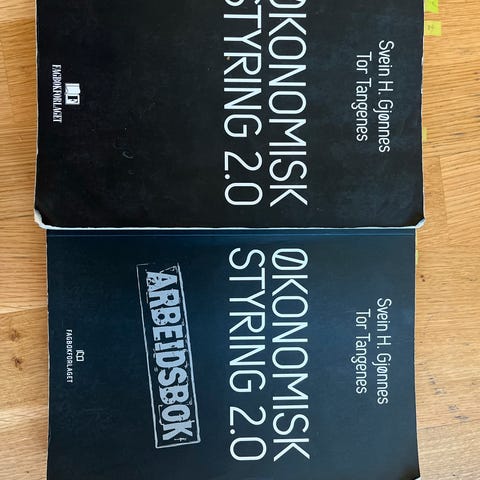 Svein H. Gjønnes
Tor Tangenes
ØKONOMISK
STYRING 2.0
FAGBOKFORLAGET
Svein H. Gjønnes
Tor Tangenes
ØKONOMISK
STYRING 2.0
ARBEIDSBOK
FAGBOKFORLAGET